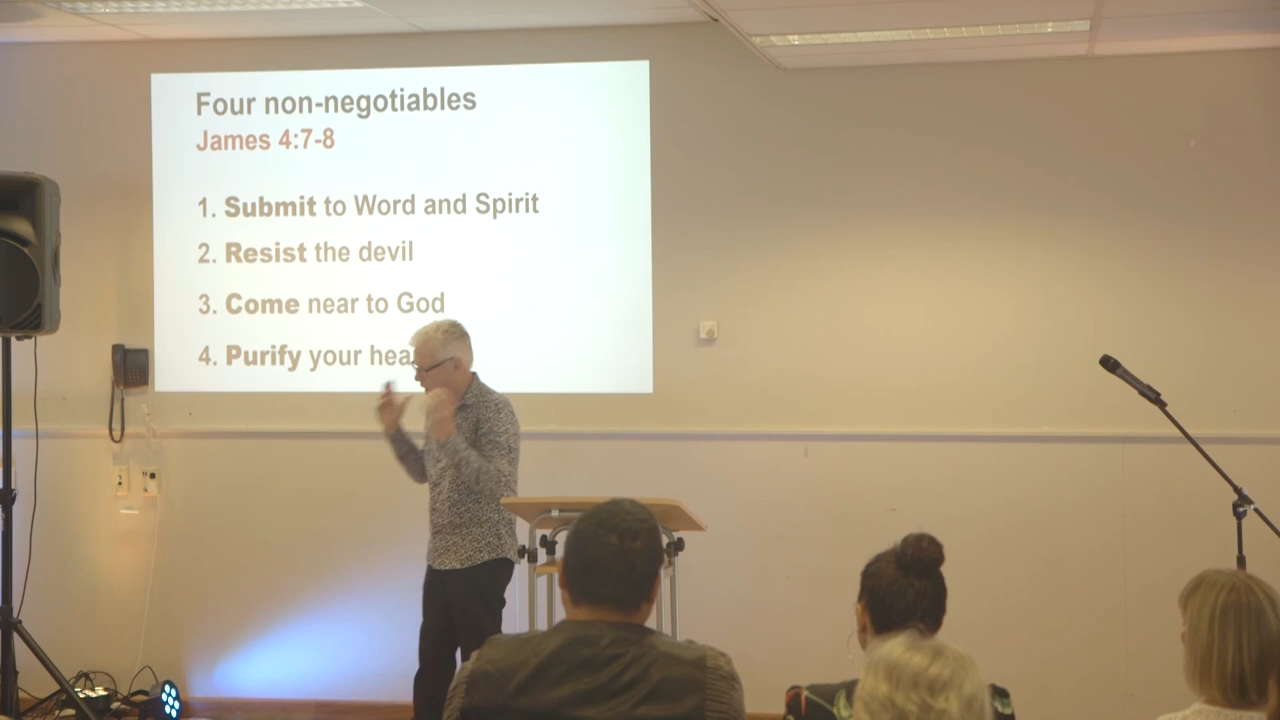 Four non-negotiables
James 4:7-8
1. Submit to Word and Spirit
2. Resist the devil
3. Come near to God
4. Purify your